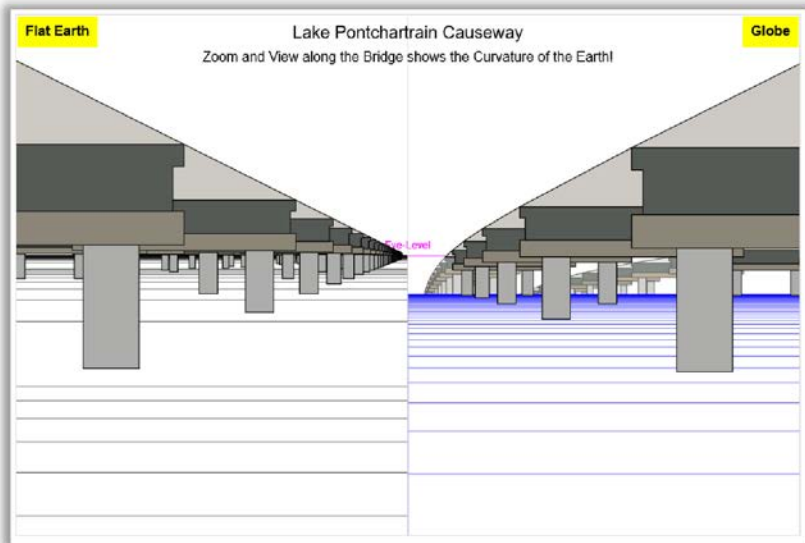 Flat Earth
Lake Pontchartrain Causeway
Globe
Zoom and View along the Bridge shows the Curvature of the Earth!
Eye-Level